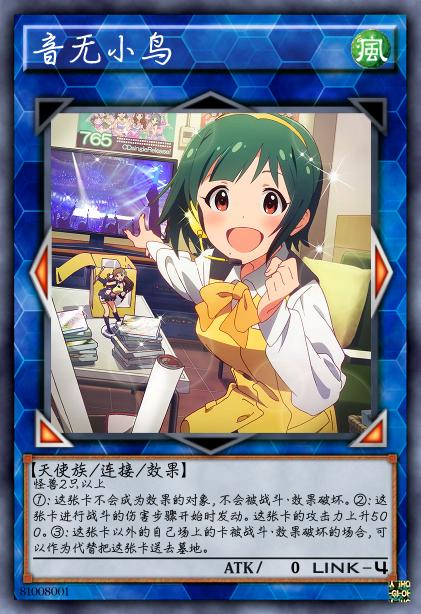 音无小鸟
風
765
CDsingleRelease!
【天使族/连接/效果】
怪兽2只以上
①：这张卡不会成为效果的对象，不会被战斗·效果破坏。②：这
张卡进行战斗的伤害步骤开始时发动。这张卡的攻击力上升50
0。③：这张卡以外的自己场上的卡被战斗·效果破坏的场合，可
以作为代替把这张卡送去墓地。
ATK/ 0 LINK-4
81008001